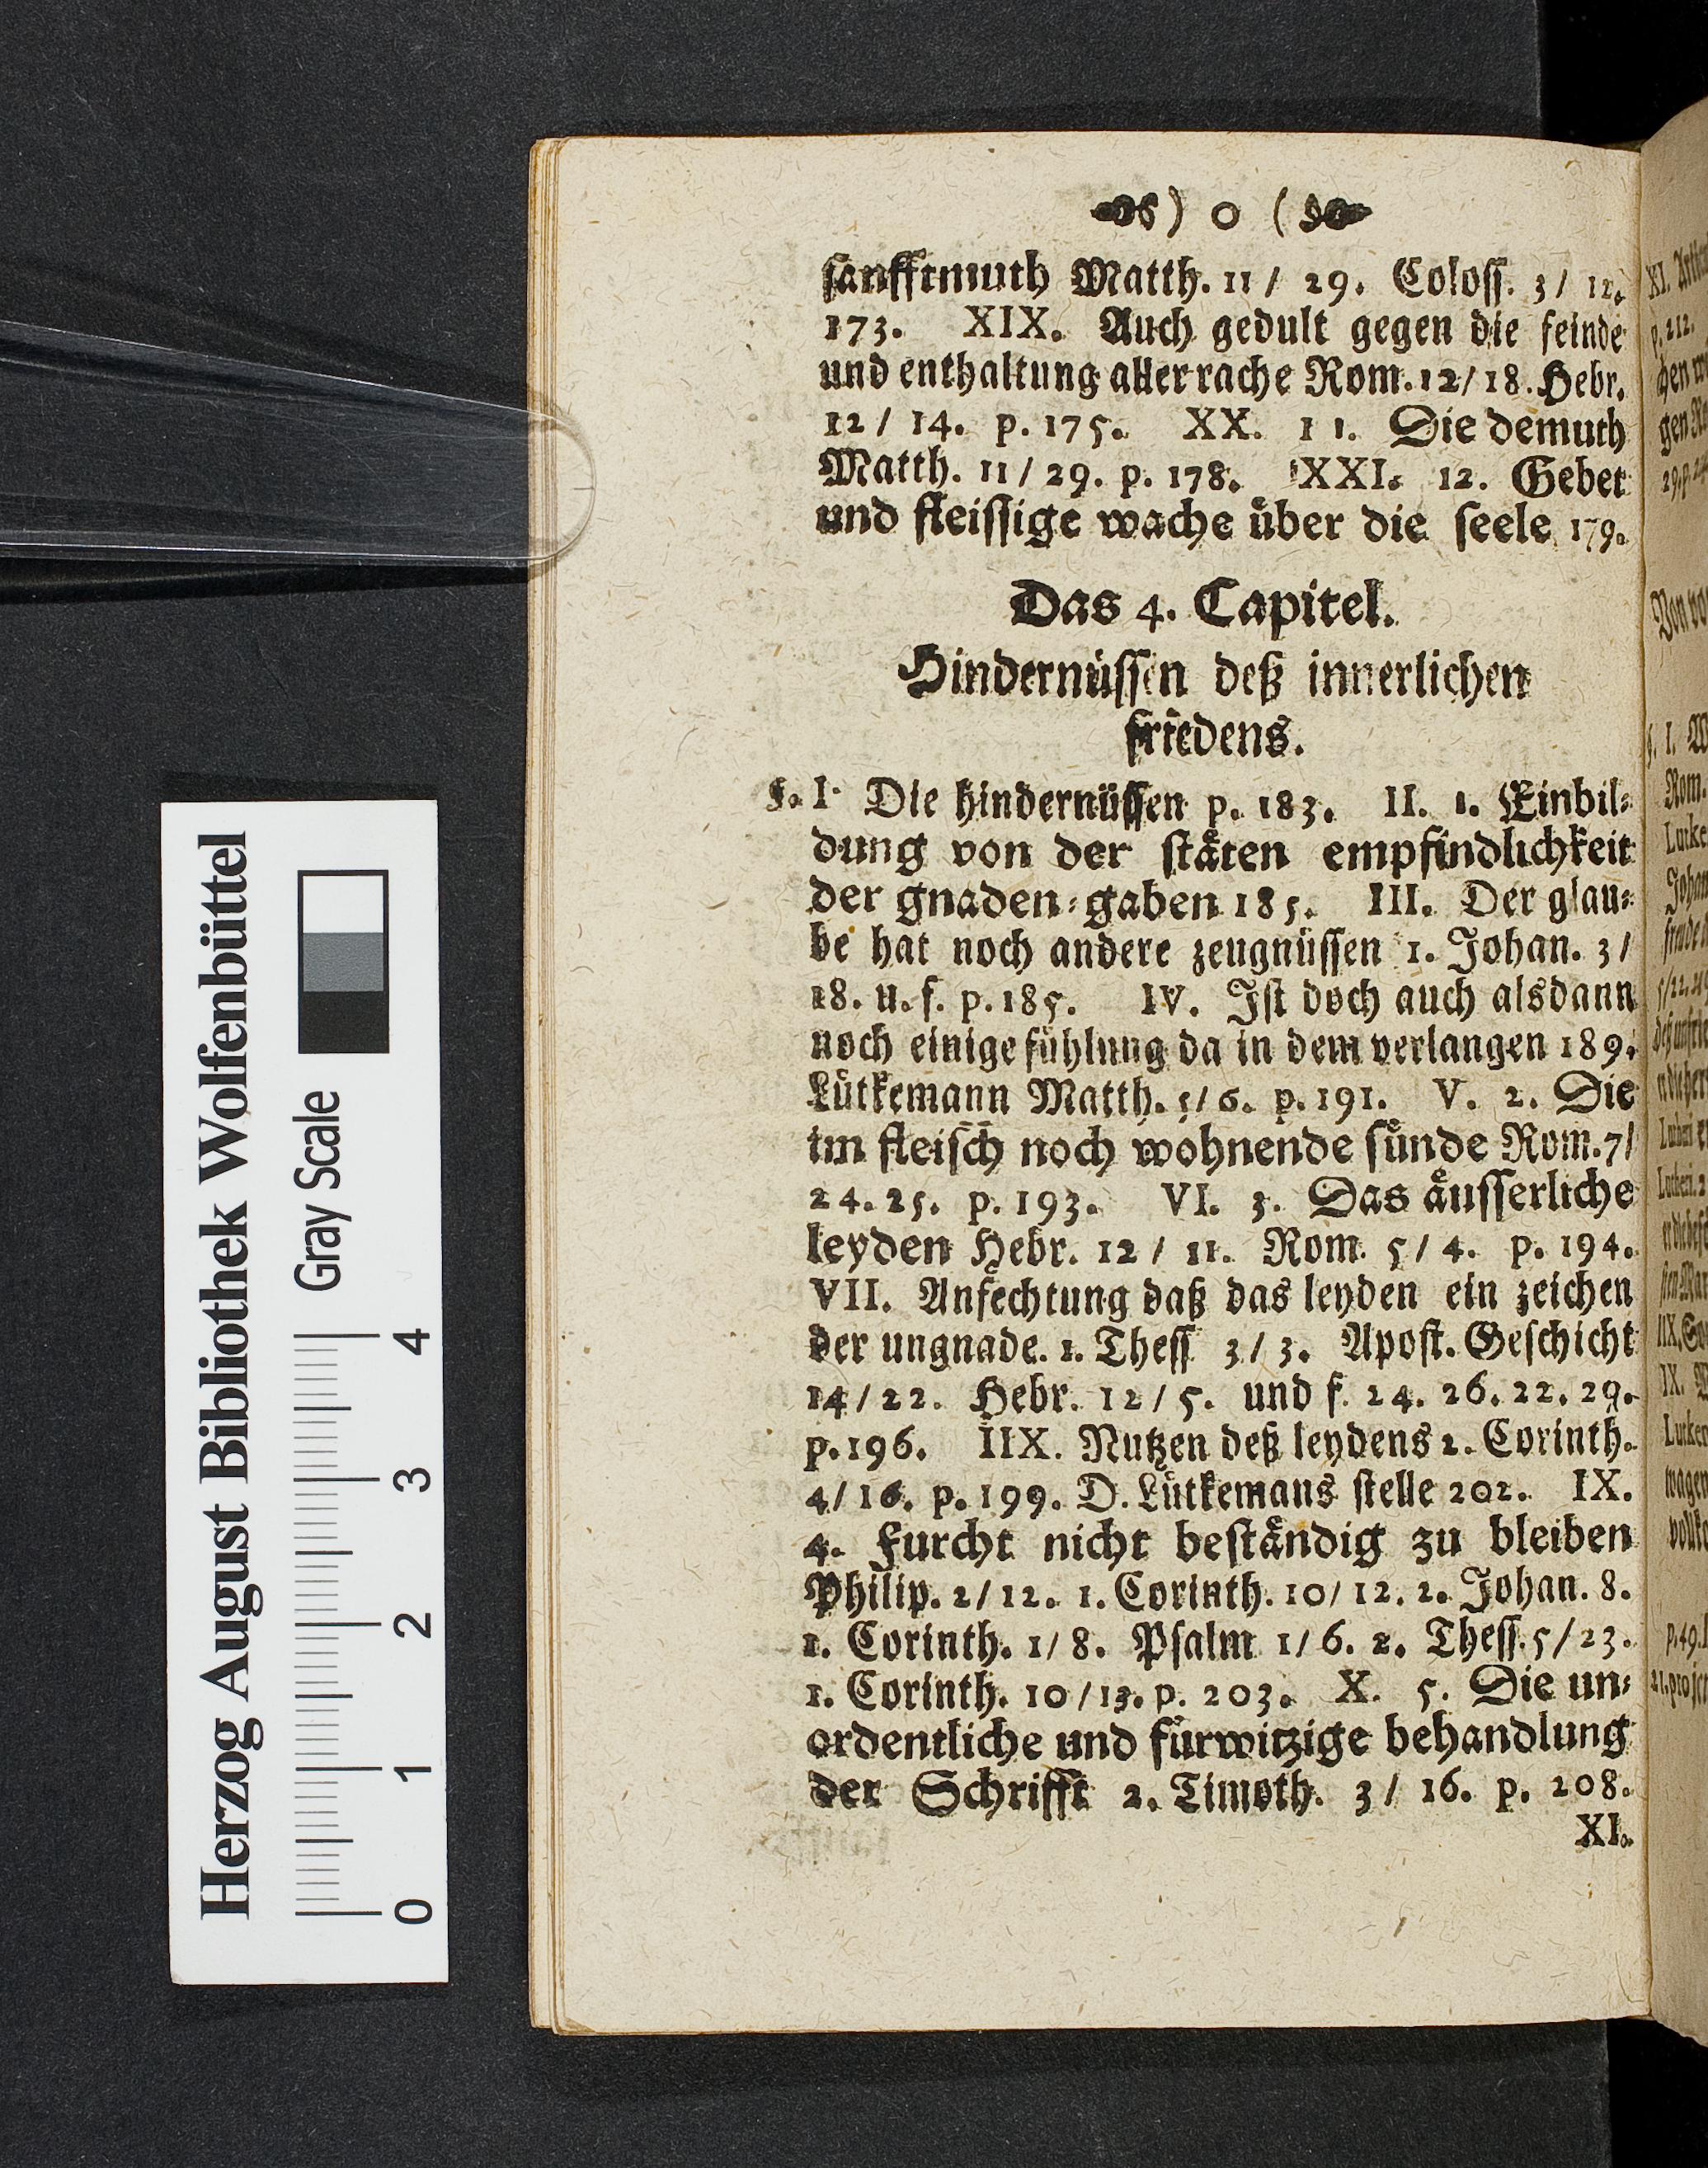 ) o (
sanfftmuth Matth. 11 / 29. Coloss. 3 / 12.
173. XIX. Auch gedult gegen die feinde
und enthaltung aller rache Rom. 12/18. Hebr.
12 / 14. p. 175. XX. 11. Die demuth
Matth. 11 / 29. p. 178. XXI. 12. Gebet
und fleissige wache über die seele 179.
Das 4. Capitel.
Hindernüssen deß innerlichen
friedens.
§. I. Die hindernüssen p. 183. II. 1. Einbil-
dung von der stäten empfindlichkeit
der gnaden-gaben 185. III. Der glau-
be hat noch andere zeugnüssen 1. Johan. 3 /
18. u. f. p. 185. IV. Ist doch auch alsdann
noch einige fühlung da in dem verlangen 189.
Lütkemann Matth. 5/6. p. 191. V. 2. Die
im fleisch noch wohnende sünde Rom. 7/
24. 25. p. 193. VI. 3. Das äusserliche
leyden Hebr. 12 / 11. Rom. 5 / 4. p. 194.
VII. Anfechtung daß das leyden ein zeichen
der ungnade. 1. Thess 3 / 3. Apost. Geschicht
14 / 22. Hebr. 12 / 5. und f. 24. 26. 22. 29.
p. 196. IIX. Nutzen deß leydens 2. Corinth.
4 / 16. p. 199. D. Lütkemans stelle 202. IX.
4. Furcht nicht beständig zu bleiben
Philip. 2 / 12. 1. Corinth. 10 / 12. 2. Johan. 8.
1. Corinth. 1 / 8. Psalm 1 / 6. 2. Thess. 5 / 23.
1. Corinth. 10 / 13. p. 203. X. 5. Die un-
ordentliche und fürwitzige behandlung
der Schrifft 2. Timoth. 3 / 16. p. 208.
XI.
Herzog August Bibliothek Wolfenbüttel
Gray Scale
0 1 2 3 4